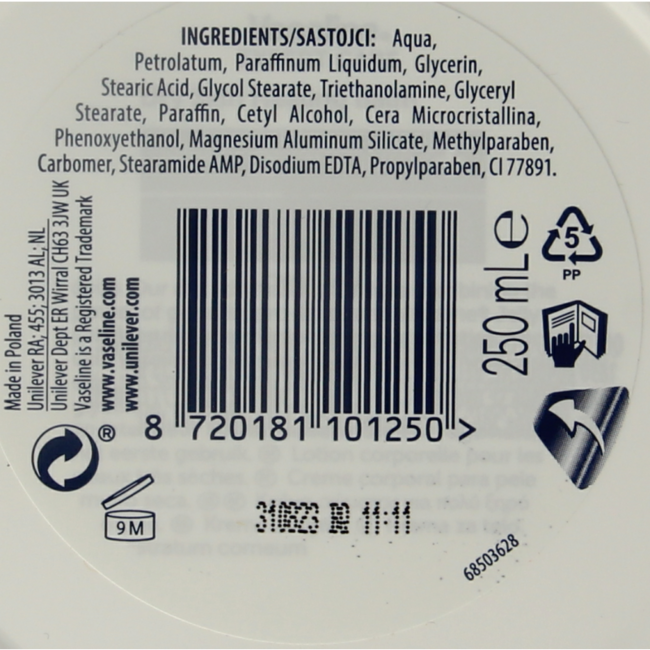 INGREDIENTS/SASTOJCI: Aqua,
Petrolatum, Paraffinum Liquidum, Glycerin,
Stearic Acid, Glycol Stearate, Triethanolamine, Glyceryl
Stearate, Paraffin, Cetyl Alcohol, Cera Microcristallina,
Phenoxyethanol, Magnesium Aluminum Silicate, Methylparaben,
Carbomer, Stearamide AMP, Disodium EDTA, Propylparaben, CI 77891.
Made in Poland
Unilever RA; 455; 3013 AL; NL
Unilever Dept ER Wirral CH63 3JW UK
Vaseline is a Registered Trademark
www.vaseline.com
www.unilever.com
250 mL e
5
PP
®
8 720181 101250 >
9M
310823 11:11
68503628